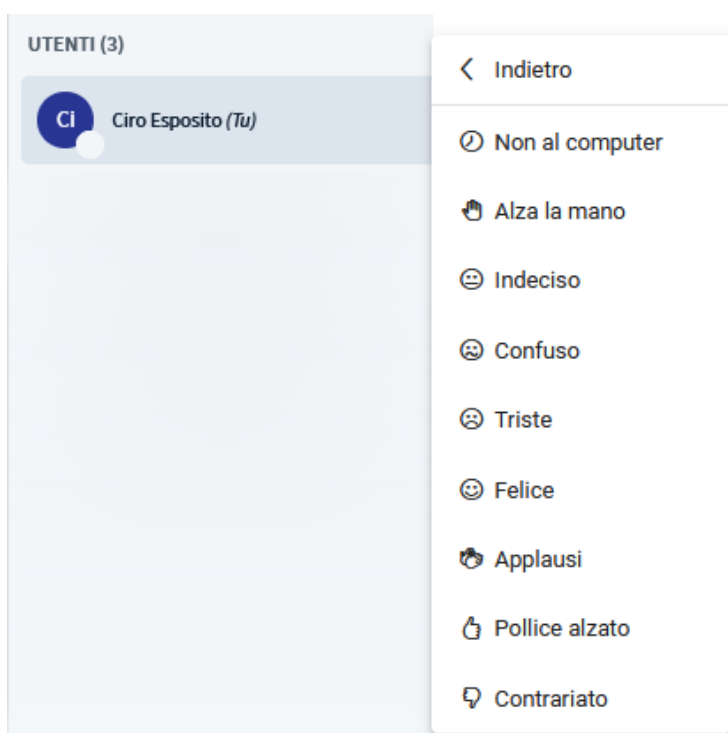 UTENTI (3)
Ci
Ciro Esposito (Tu)
Indietro
Non al computer
Alza la mano
Indeciso
Confuso
Triste
Felice
Applausi
Pollice alzato
Contrariato